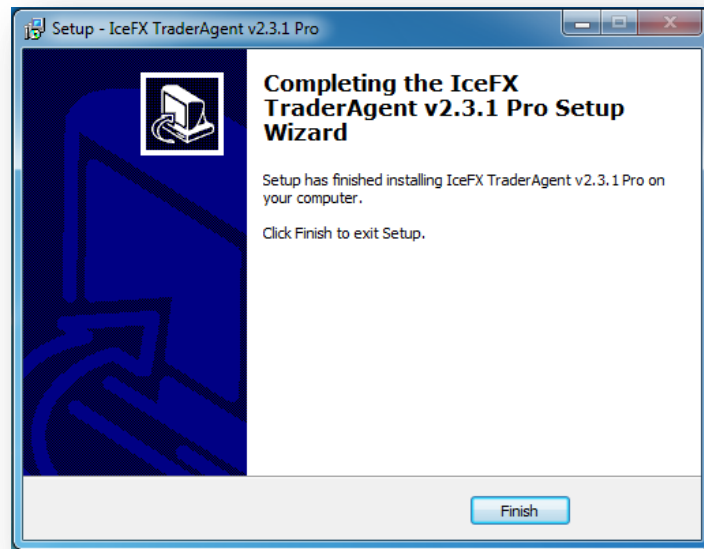 Setup - IceFX TraderAgent v2.3.1 Pro
Completing the IceFX
TraderAgent v2.3.1 Pro Setup
Wizard
Setup has finished installing IceFX TraderAgent v2.3.1 Pro on
your computer.
Click Finish to exit Setup.
Finish